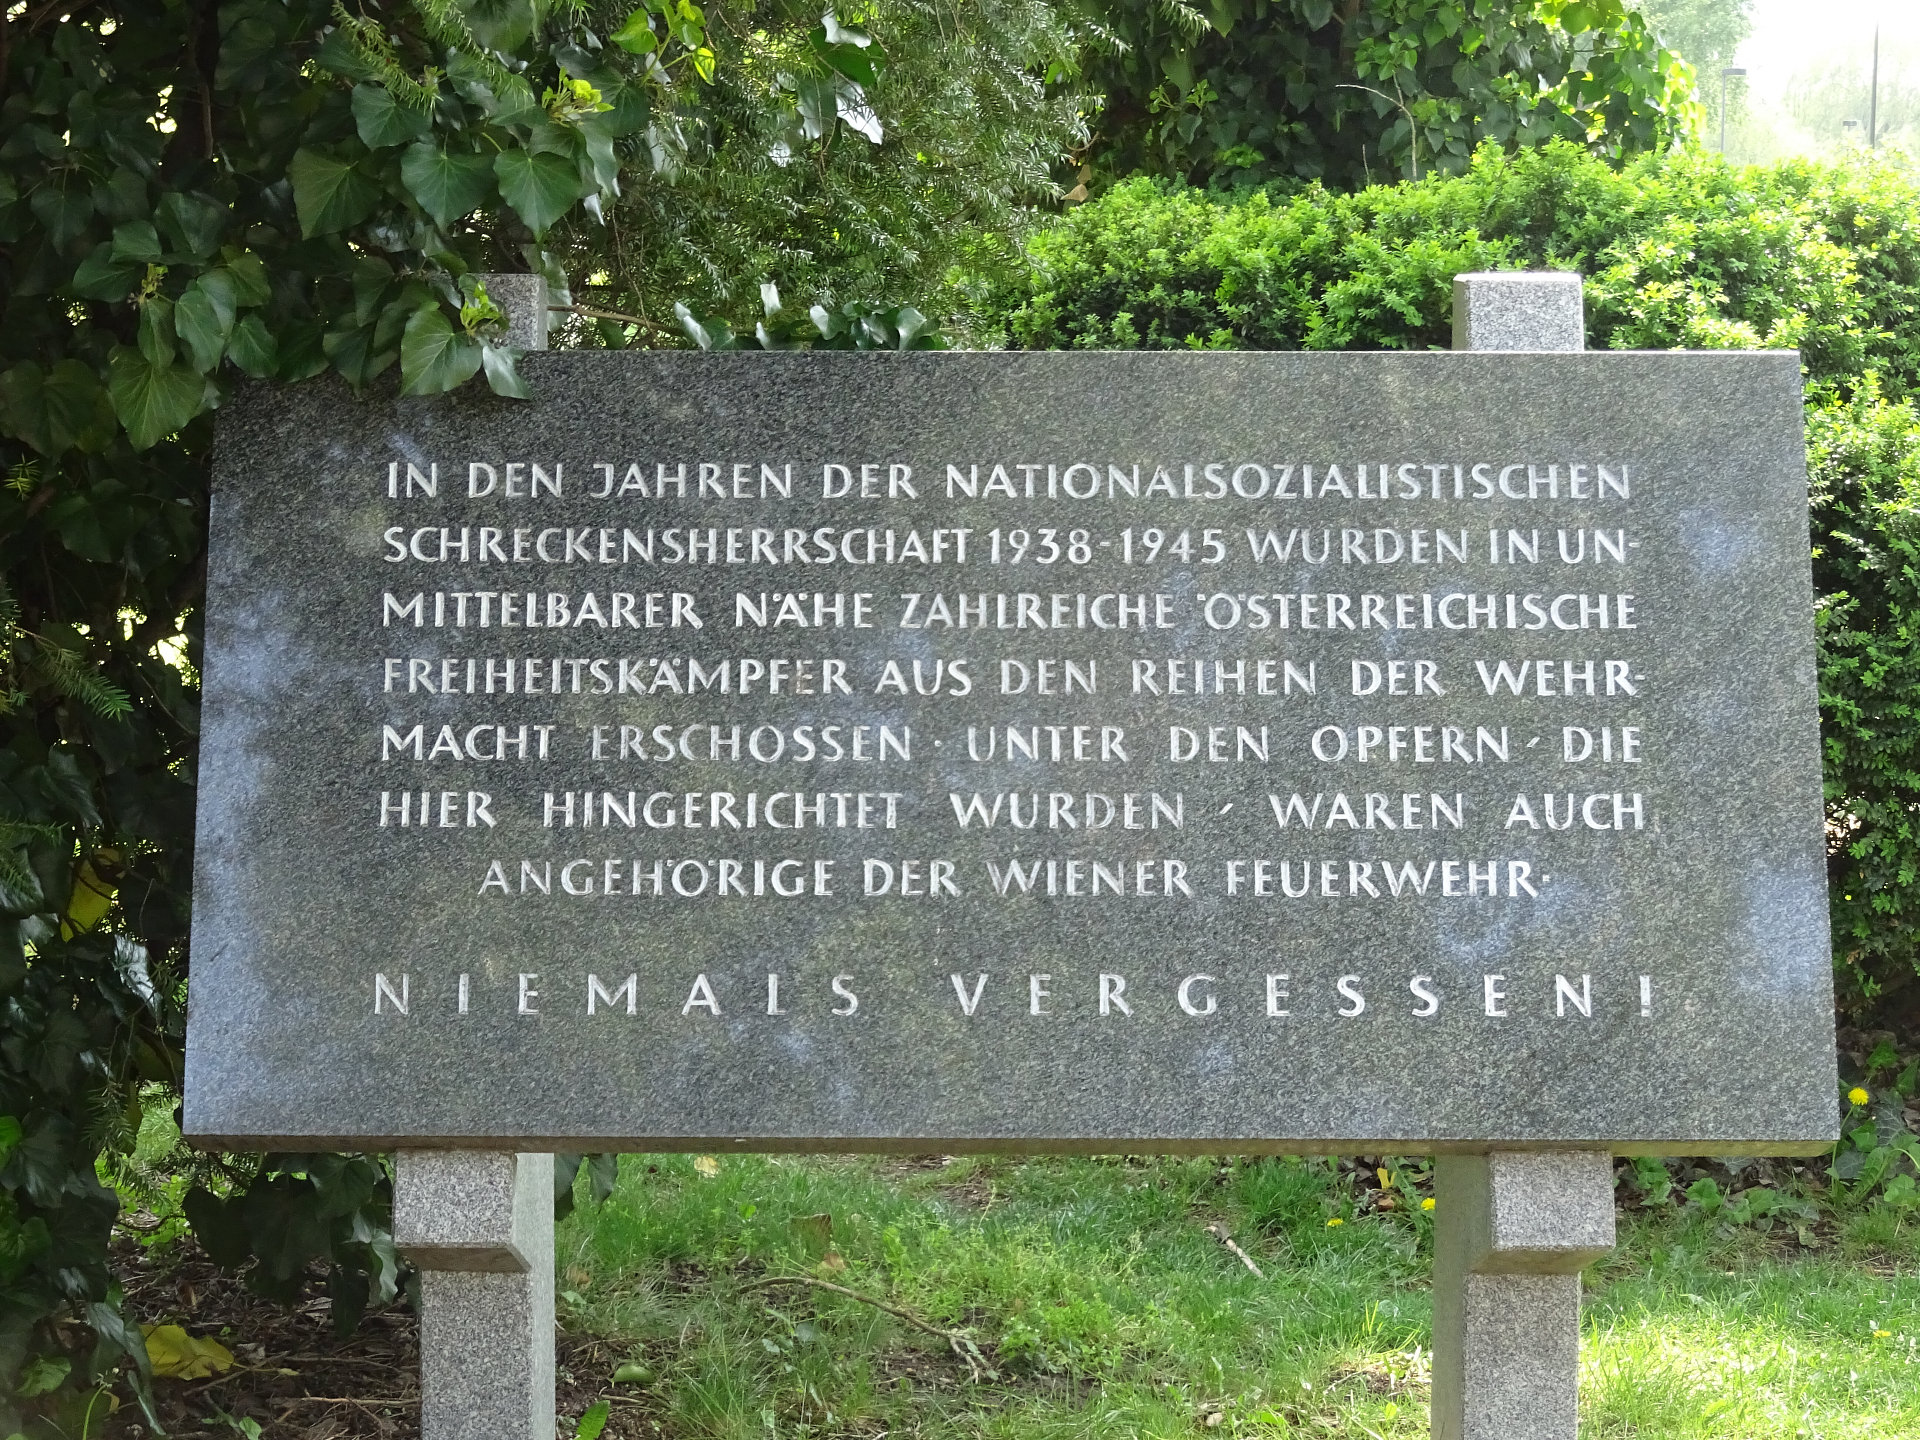 IN DEN JAHREN DER NATIONALSOZIALISTISCHEN
SCHRECKENSHERRSCHAFT 1938-1945 WURDEN IN UN-
MITTELBARER NÄHE ZAHLREICHE ÖSTERREICHISCHE
FREIHEITSKÄMPFER AUS DEN REIHEN DER WEHR-
MACHT ERSCHOSSEN · UNTER DEN OPFERN, DIE
HIER HINGERICHTET WURDEN, WAREN AUCH
ANGEHÖRIGE DER WIENER FEUERWEHR·
NIEMALS VERGESSEN!